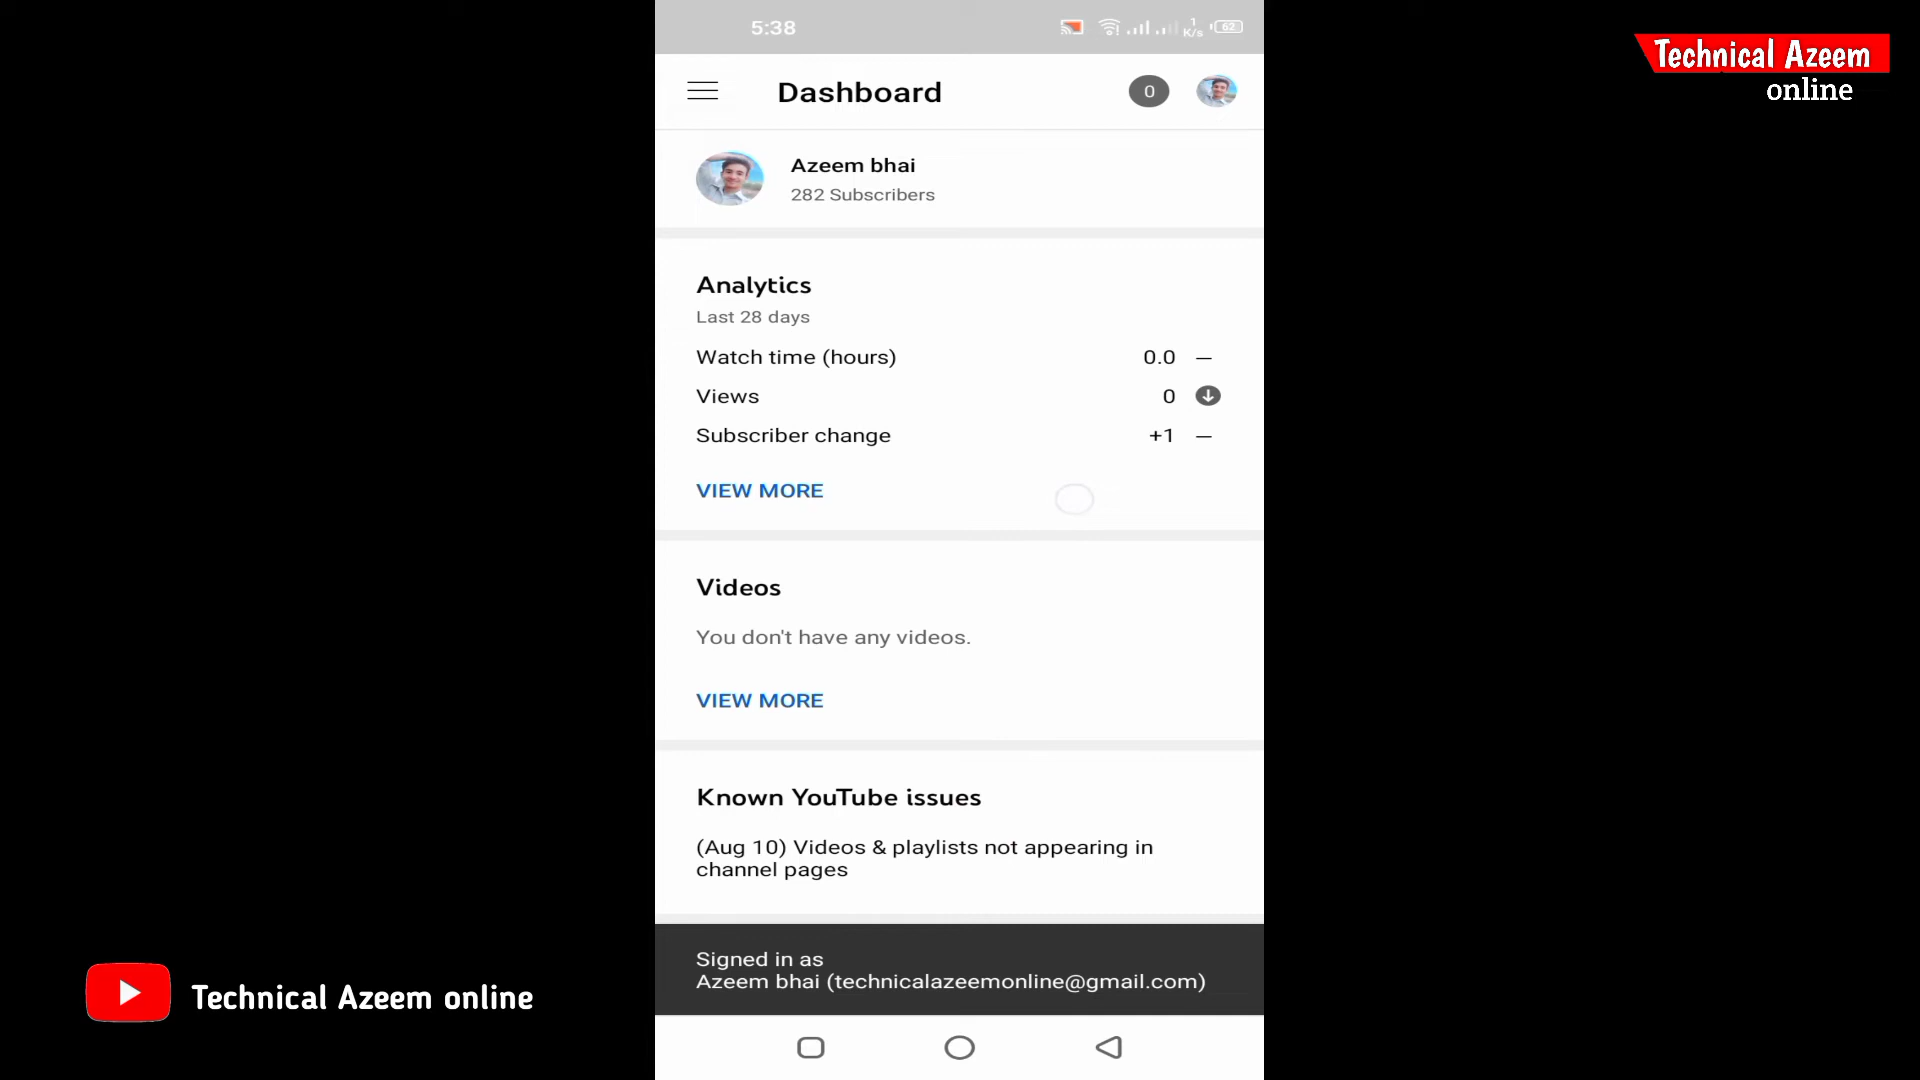 5:38
1
K/s
62
Technical Azeem
online
Dashboard
0
Azeem bhai
282 Subscribers
Analytics
Last 28 days
Watch time (hours) 0.0 —
Views 0
Subscriber change +1 —
VIEW MORE
Videos
You don't have any videos.
VIEW MORE
Known YouTube issues
(Aug 10) Videos & playlists not appearing in
channel pages
Signed in as
Azeem bhai (technicalazeemonline@gmail.com)
Technical Azeem online